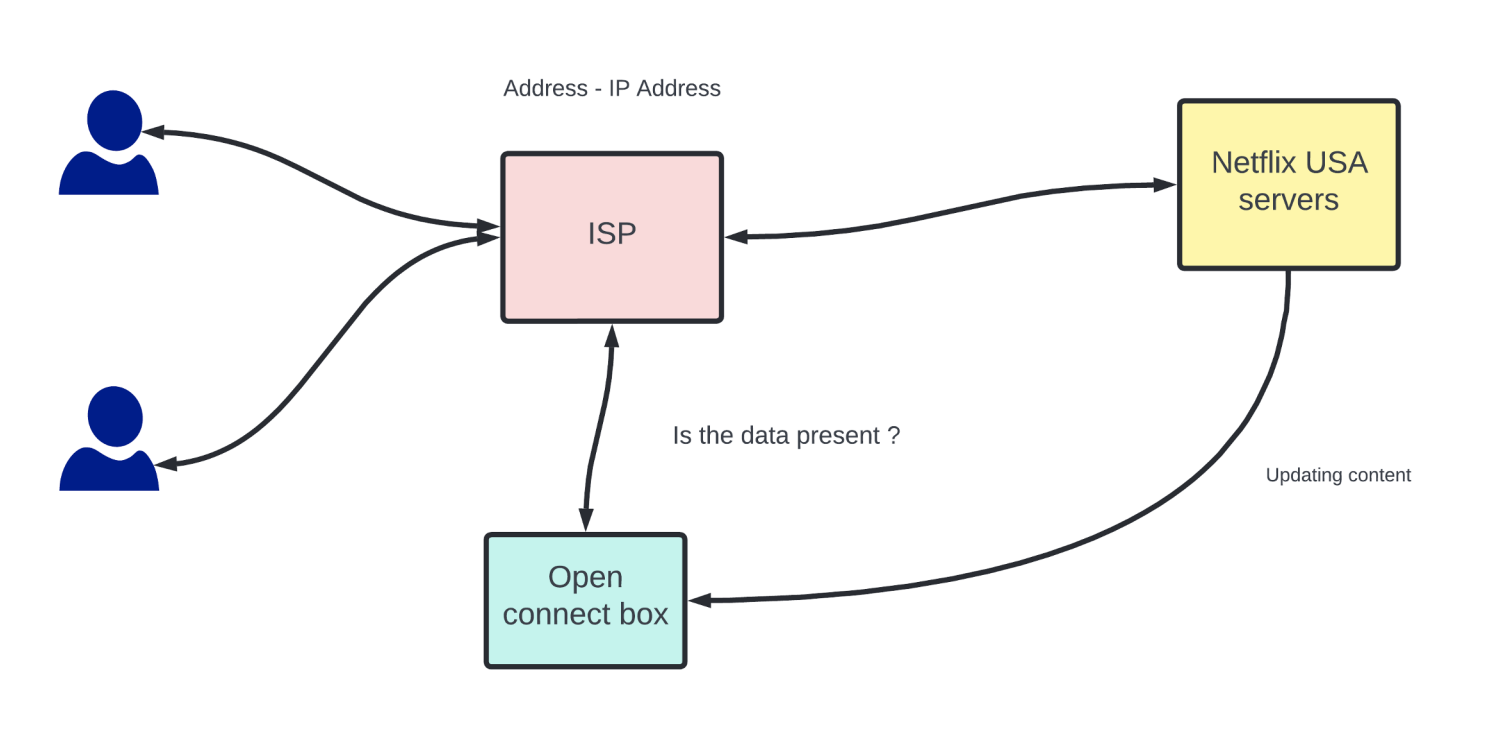 Address - IP Address
Netflix USA
servers
ISP
Is the data present ?
Updating content
Open
connect box